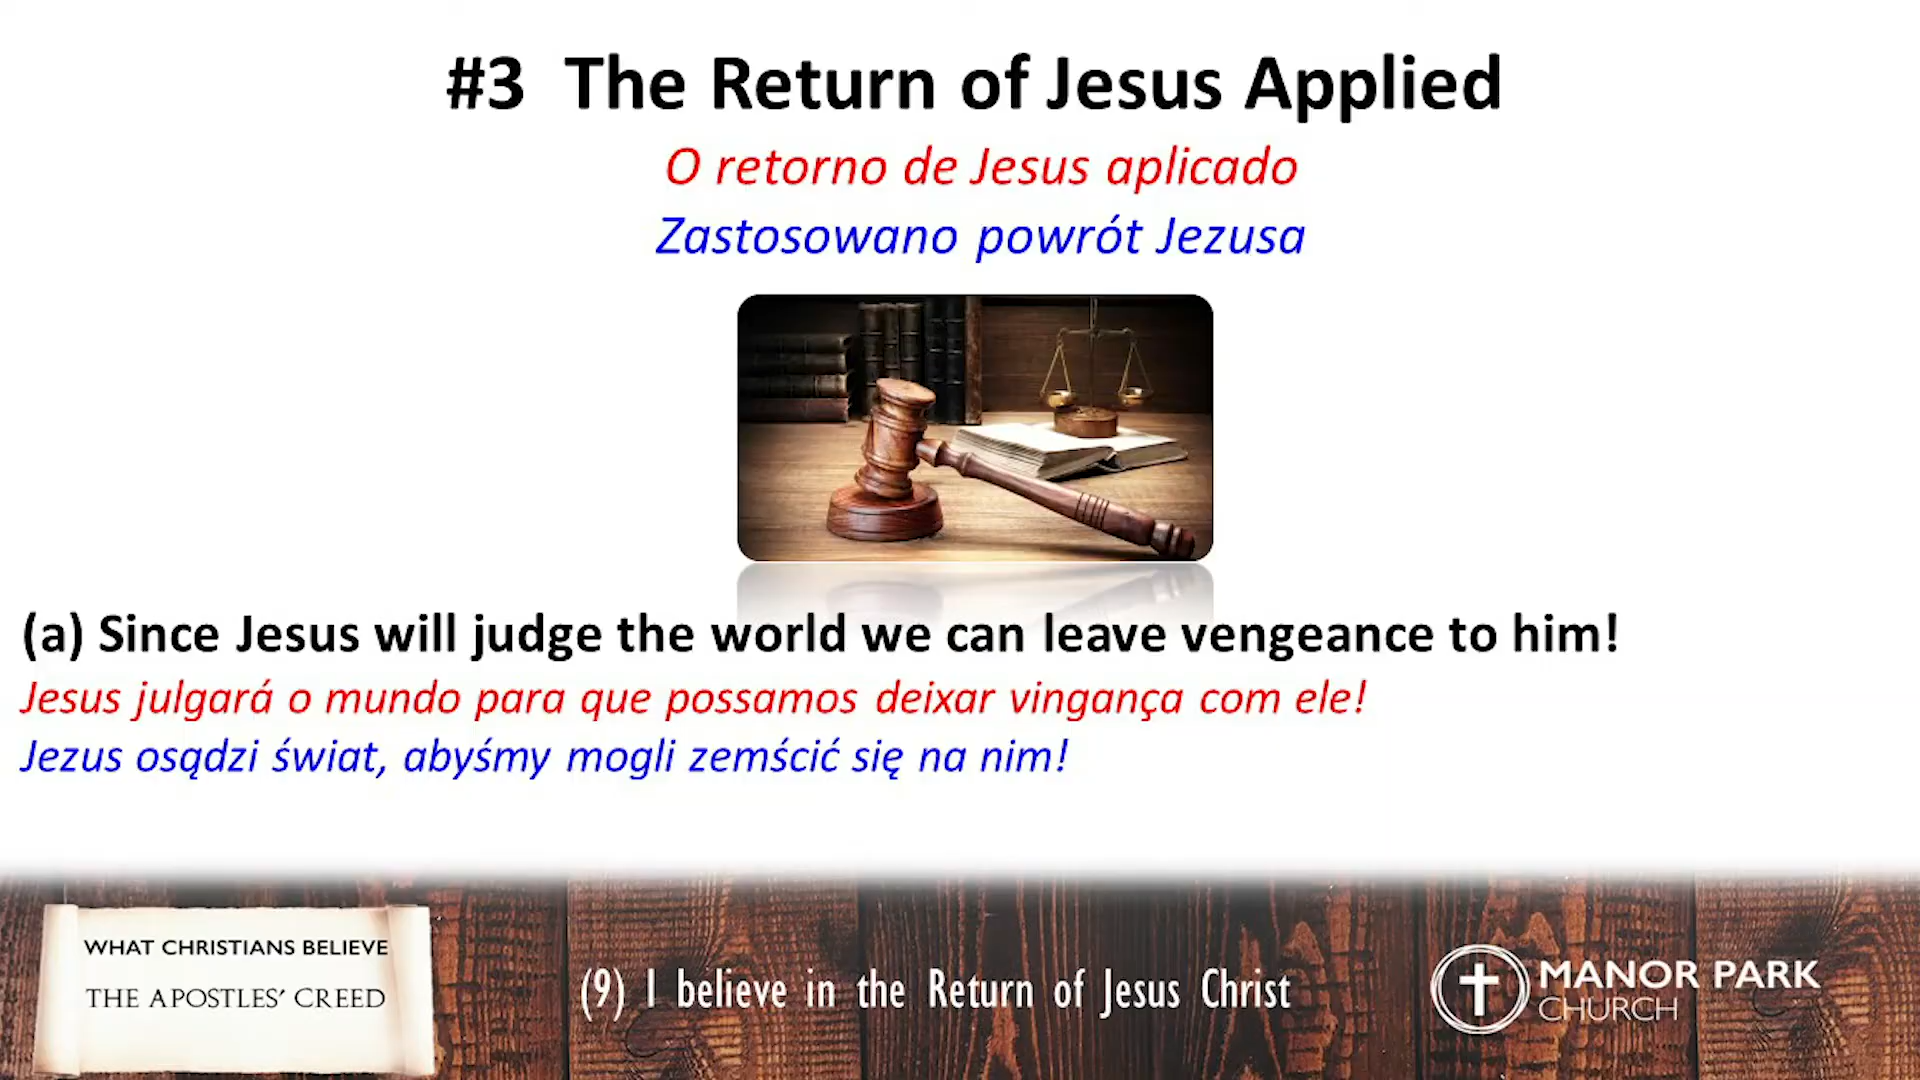 #3 The Return of Jesus Applied
O retorno de Jesus aplicado
Zastosowano powrót Jezusa
(a) Since Jesus will judge the world we can leave vengeance to him!
Jesus julgará o mundo para que possamos deixar vingança com ele!
Jezus osądzi świat, abyśmy mogli zemścić się na nim!
WHAT CHRISTIANS BELIEVE
THE APOSTLES' CREED
(9) I believe in the Return of Jesus Christ
MANOR PARK
CHURCH